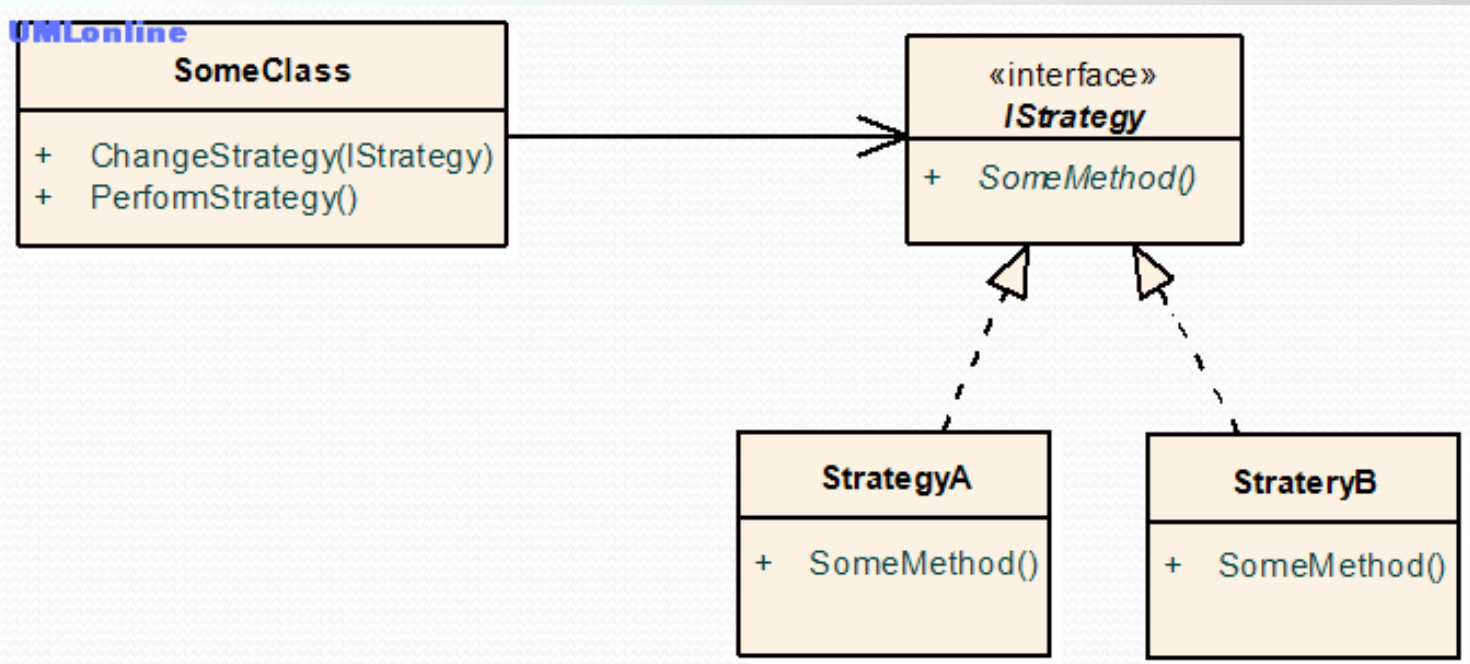 UMLonline
SomeClass
+ ChangeStrategy(IStrategy)
+ PerformStrategy()
«interface»
IStrategy
+ SomeMethod()
StrategyA
+ SomeMethod()
StrateryB
+ SomeMethod()